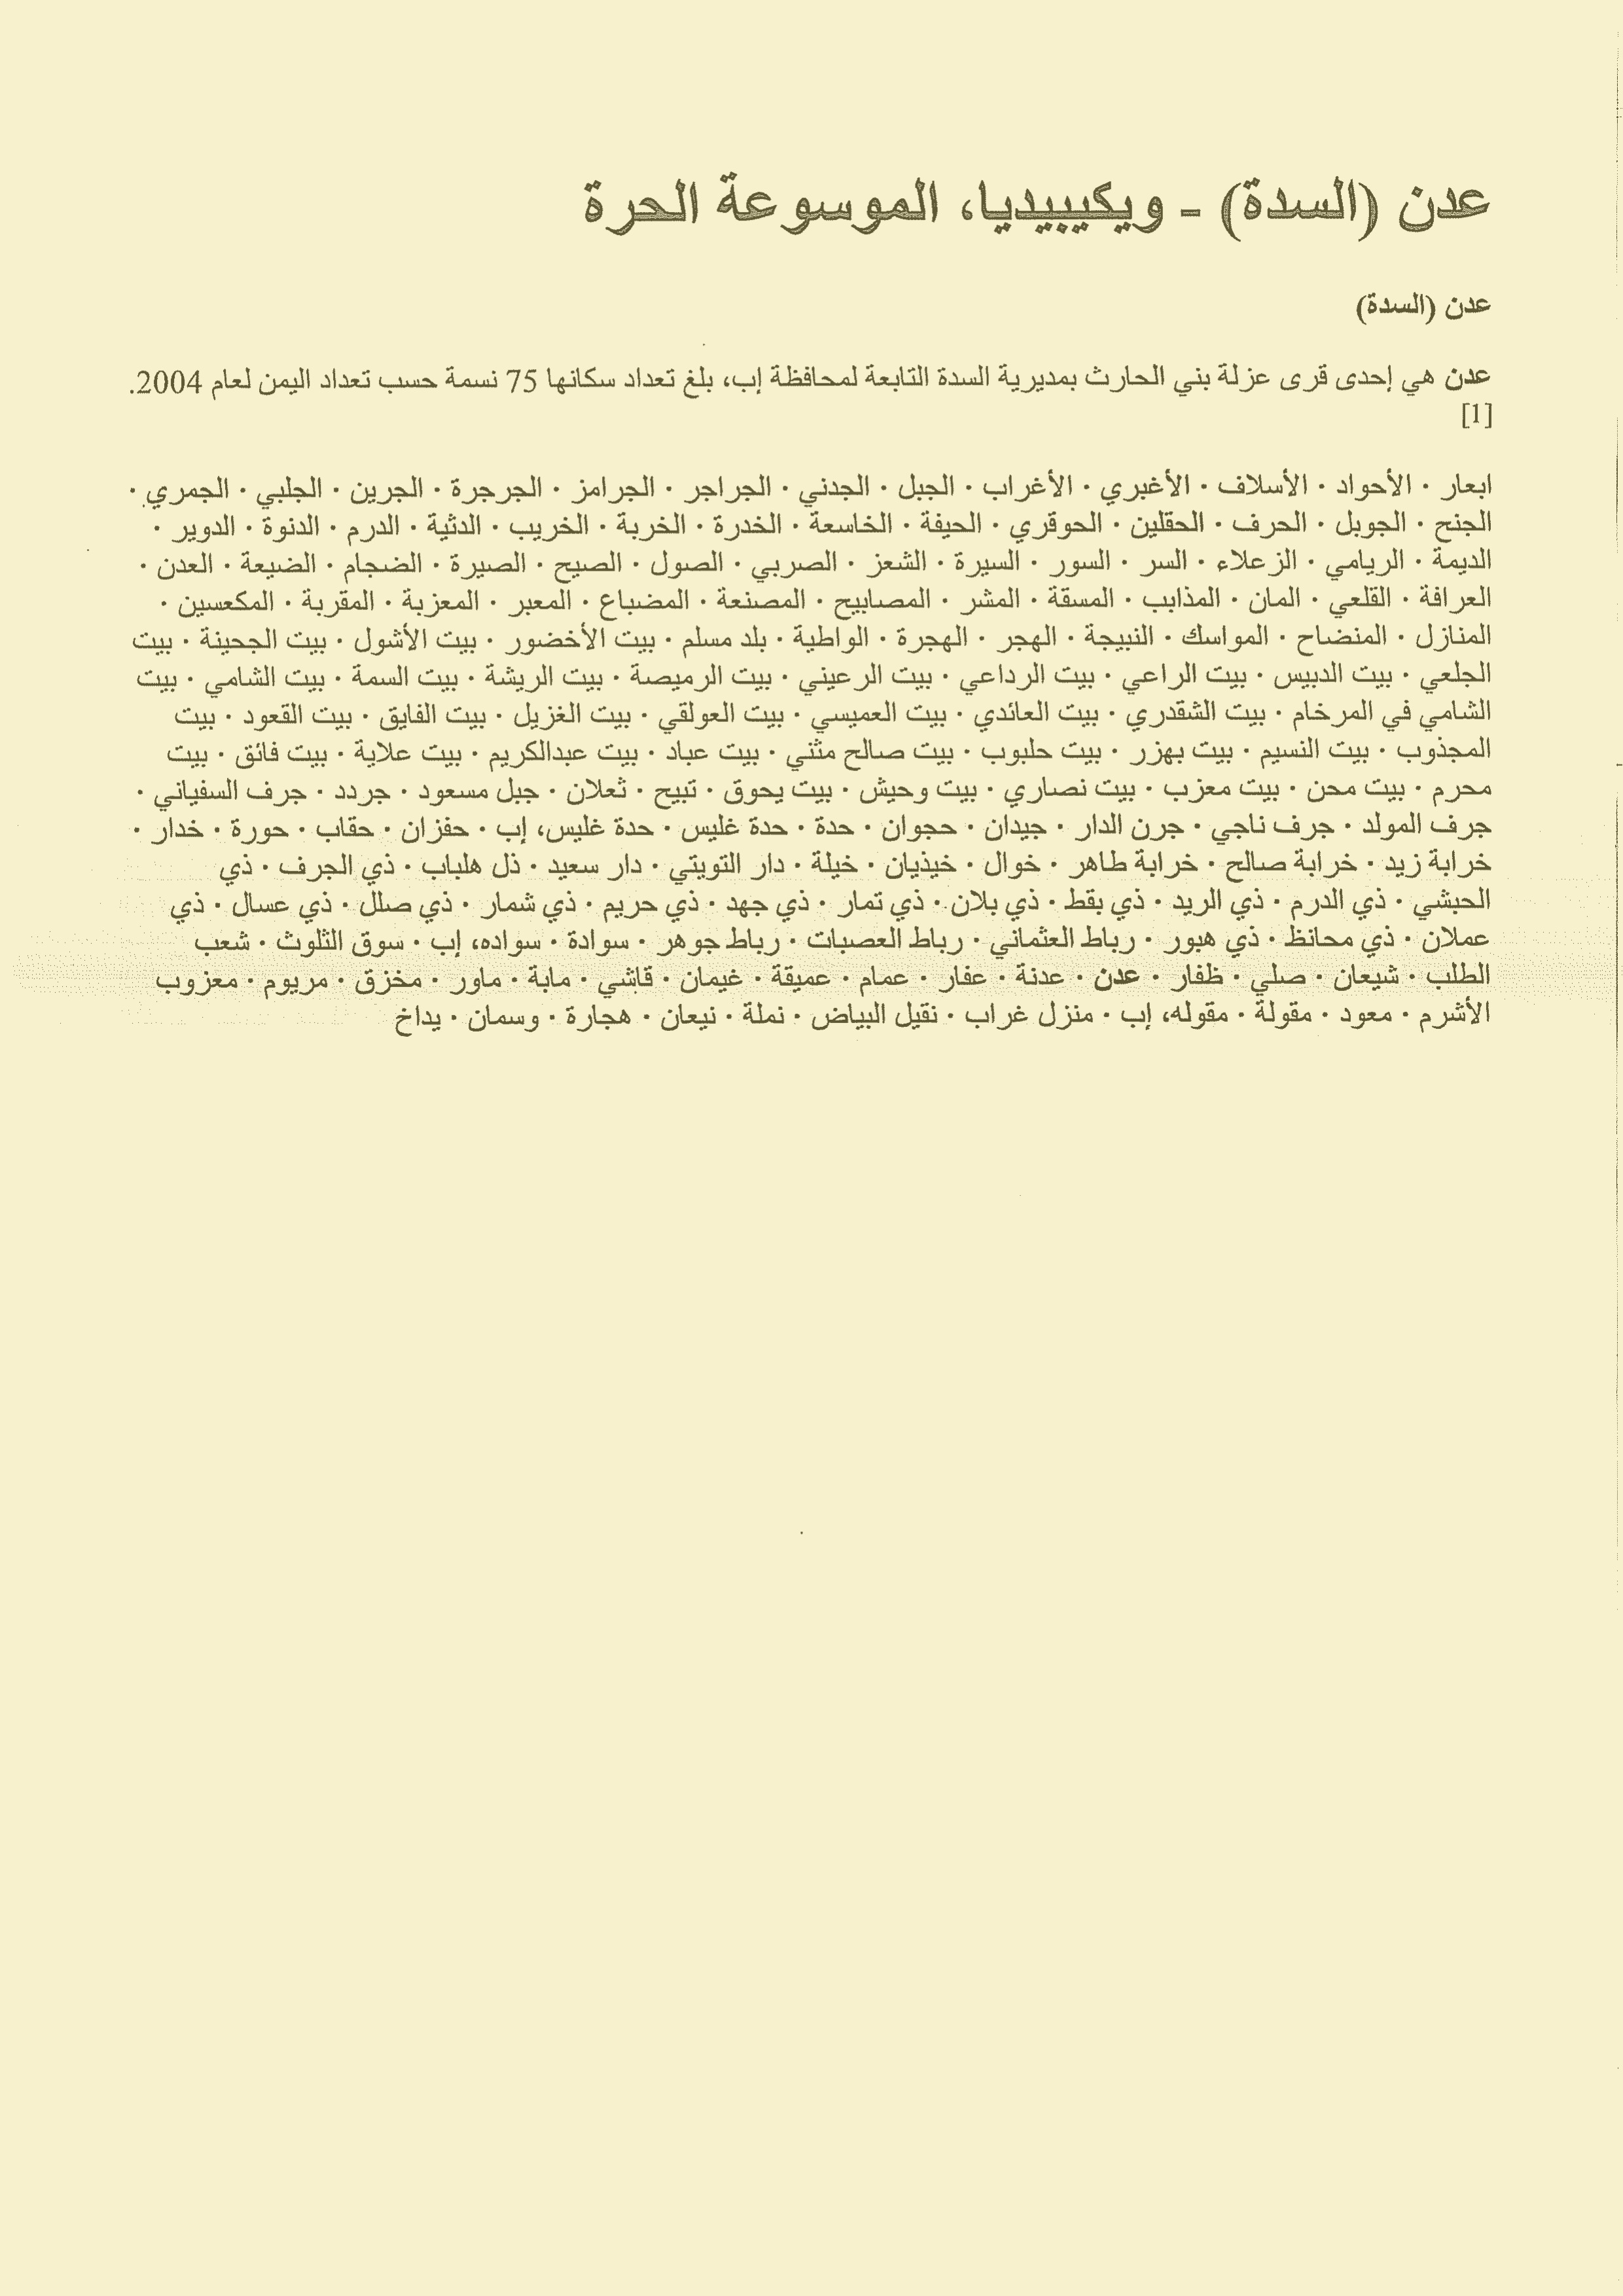 عدن (السدة) - ويكيبيديا، الموسوعة الحرة
عدن (السدة)
عدن هي إحدى قرى عزلة بني الحارث بمديرية السدة التابعة لمحافظة إب، بلغ تعداد سكانها 75 نسمة حسب تعداد اليمن لعام 2004.
[1]
ابعار · الأحواد · الأسلاف · الأغبري · الأغراب · الجبل · الجدني · الجراجر · الجرامز · الجرجرة · الجرين · الجلبي · الجمري ·
الجنح · الجوبل · الحرف · الحقلين · الحوقري · الحيفة · الخاسعة · الخدرة · الخربة · الخريب · الدثية · الدرم · الدنوة · الدوير ·
الديمة · الريامي · الزعلاء · السر · السور · السيرة · الشعز · الصربي · الصول · الصيح · الصيرة · الضجام · الضيعة · العدن ·
العرافة · القلعي · المان · المذابب · المسقة · المشر · المصابيح · المصنعة · المضباع · المعبر · المعزبة · المقربة · المكعسين ·
المنازل · المنضاح · المواسك · النبيجة · الهجر · الهجرة · الواطية · بلد مسلم · بيت الأخضور · بيت الأشول · بيت الجحينة · بيت
الجلعي · بيت الدبيس · بيت الراعي · بيت الرداعي · بيت الرعيني · بيت الرميصة · بيت الريشة · بيت السمة · بيت الشامي · بيت
الشامي في المرخام · بيت الشقدري · بيت العائدي · بيت العميسي · بيت العولقي · بيت الغزيل · بيت الفايق · بيت القعود · بيت
المجذوب · بيت النسيم · بيت بهزر · بيت حلبوب · بيت صالح مثنى · بيت عباد · بيت عبدالكريم · بيت علاية · بيت فائق · بيت
محرم · بيت محن · بيت معزب · بيت نصاري · بيت وحيش · بيت يحوق · تبيح · ثعلان · جبل مسعود · جردد · جرف السفياني ·
جرف المولد · جرف ناجي · جرن الدار · جيدان · حجوان · حدة · حدة غليس · حدة غليس، إب · حفزان · حقاب · حورة · خدار ·
خرابة زيد · خرابة صالح · خرابة طاهر · خوال · خيذيان · خيلة · دار التويتي · دار سعيد · ذل هلباب · ذي الجرف · ذي
الحبشي · ذي الدرم · ذي الريد · ذي بقط · ذي بلان · ذي تمار · ذي جهد · ذي حريم · ذي شمار · ذي صلل · ذي عسال · ذي
عملان · ذي محانظ · ذي هبور · رباط العثماني · رباط العصبات · رباط جوهر · سوادة · سواده، إب · سوق الثلوث · شعب
الطلب · شيعان · صلي · ظفار · عدن · عدنة · عفار · عمام · عميقة · غيمان · قاشي · مابة · ماور · مخزق · مريوم · معزوب
الأشرم · معود · مقولة · مقوله، إب · منزل غراب · نقيل البياض · نملة · نيعان · هجارة · وسمان · يداخ